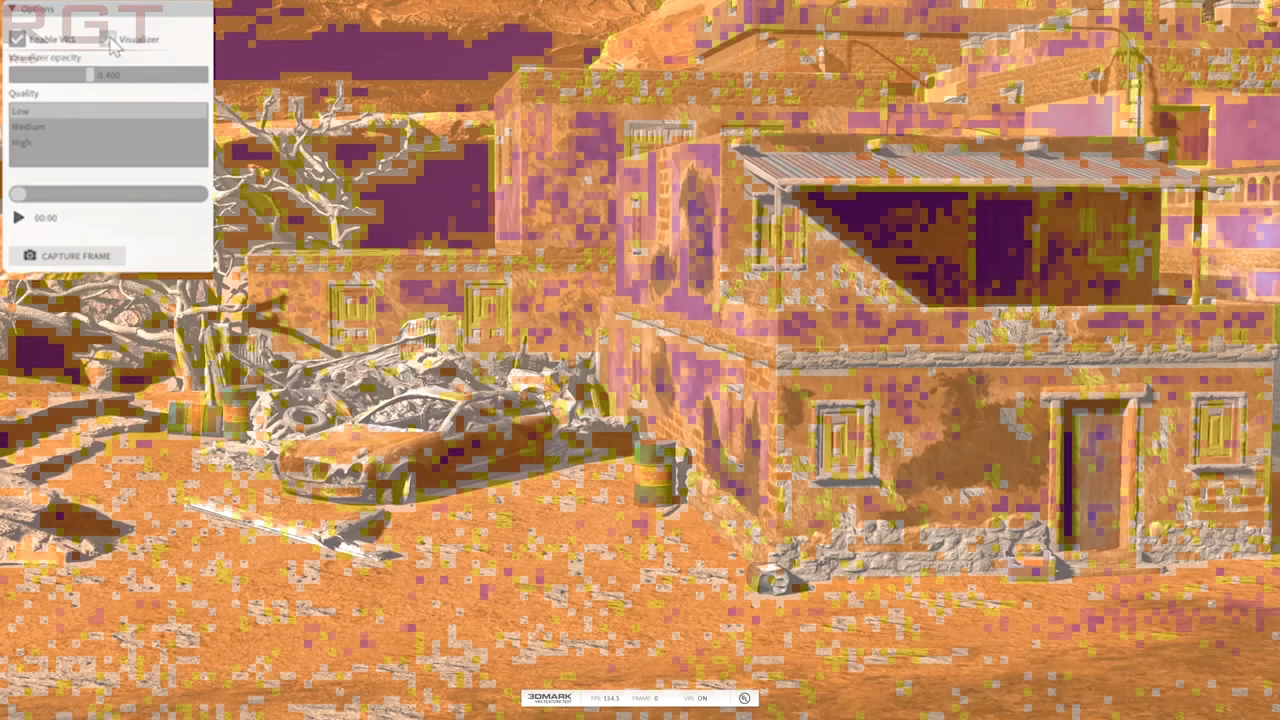 Options
PGT
Enable VRS
Visualizer
Visualizer opacity
0.400
Quality
Low
Medium
High
00:00
CAPTURE FRAME
3DMARK
VRS FEATURE TEST
FPS: 154.5
FRAME: 0
VRS: ON
UL